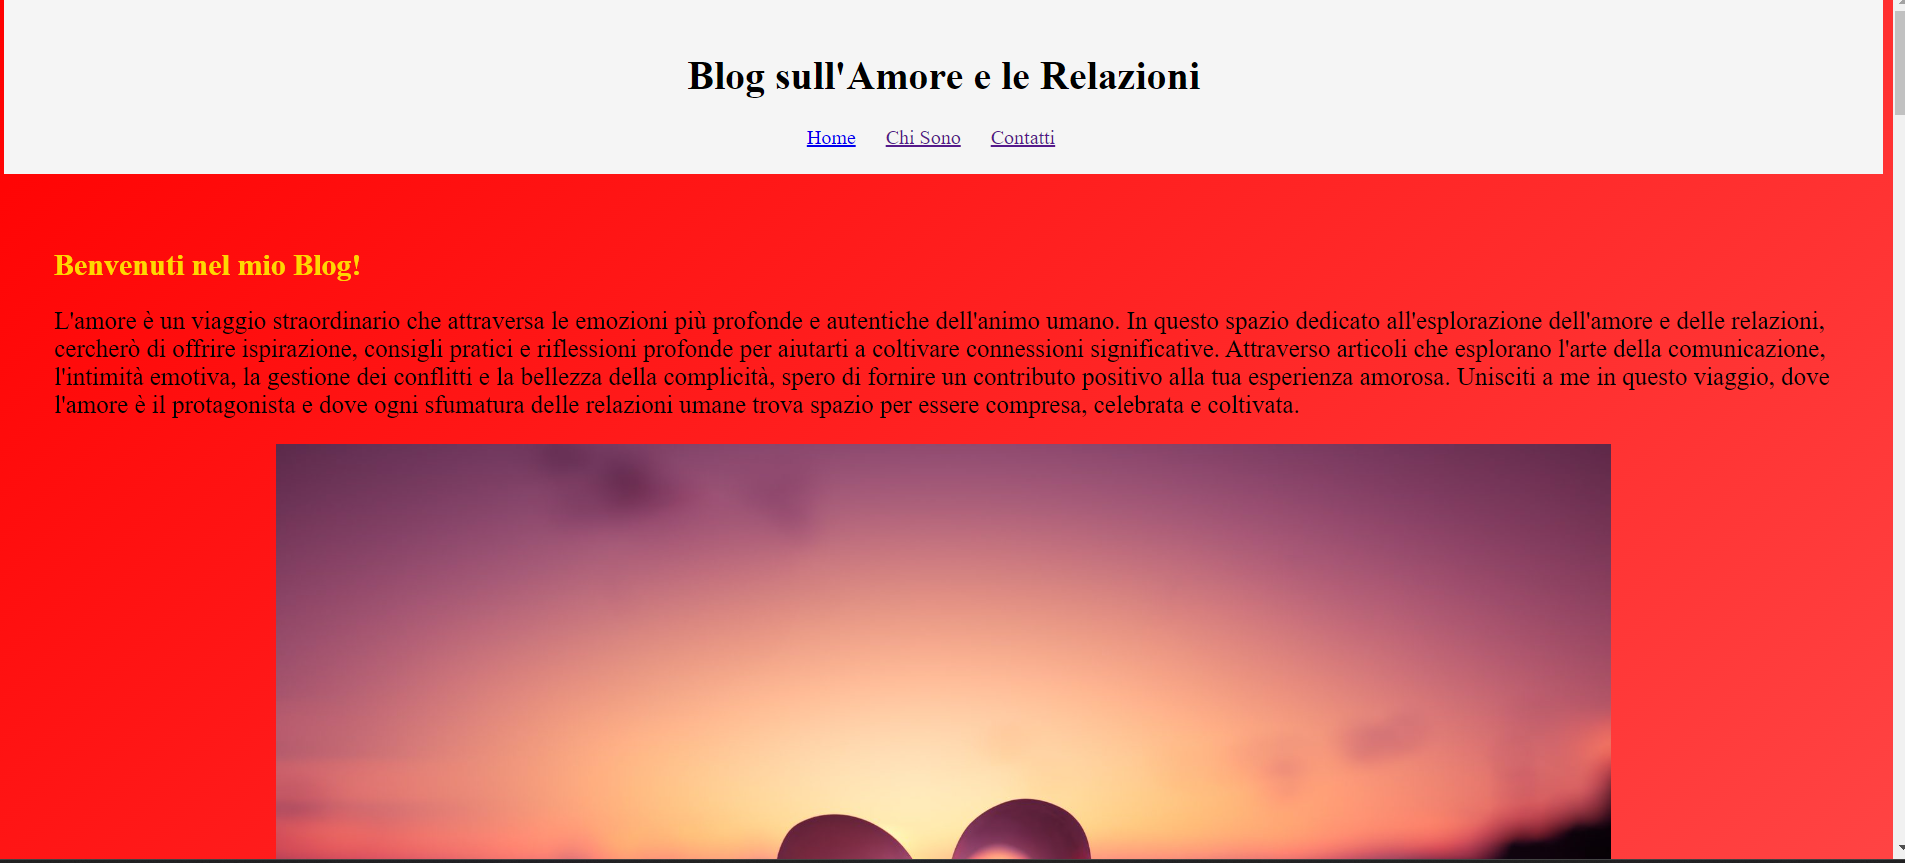 Blog sull'Amore e le Relazioni
Home Chi Sono Contatti
Benvenuti nel mio Blog!
L'amore è un viaggio straordinario che attraversa le emozioni più profonde e autentiche dell'animo umano. In questo spazio dedicato all'esplorazione dell'amore e delle relazioni,
cercherò di offrire ispirazione, consigli pratici e riflessioni profonde per aiutarti a coltivare connessioni significative. Attraverso articoli che esplorano l'arte della comunicazione,
l'intimità emotiva, la gestione dei conflitti e la bellezza della complicità, spero di fornire un contributo positivo alla tua esperienza amorosa. Unisciti a me in questo viaggio, dove
l'amore è il protagonista e dove ogni sfumatura delle relazioni umane trova spazio per essere compresa, celebrata e coltivata.